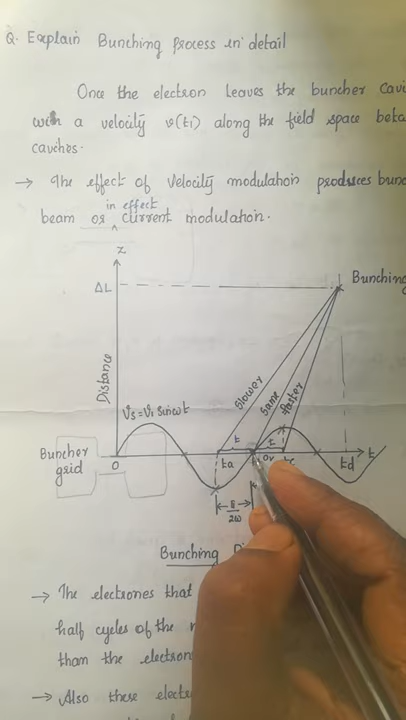 Q. Explain Bunching process in detail
Once the electron leaves the buncher cavi
with a velocity v(t1) along the field space betw
cavities.
→ The effect of Velocity modulation produces bunc
beam or in effect current modulation.
z
ΔL
Bunching
Distance
Slower
Same
faster
Vs = V1 sinωt
t
t
t
Buncher
grid
0
ta
tc
td
π
2ω
Bunching
→ The electrones that
half cycles of the
tham the electron
→ Also these elect